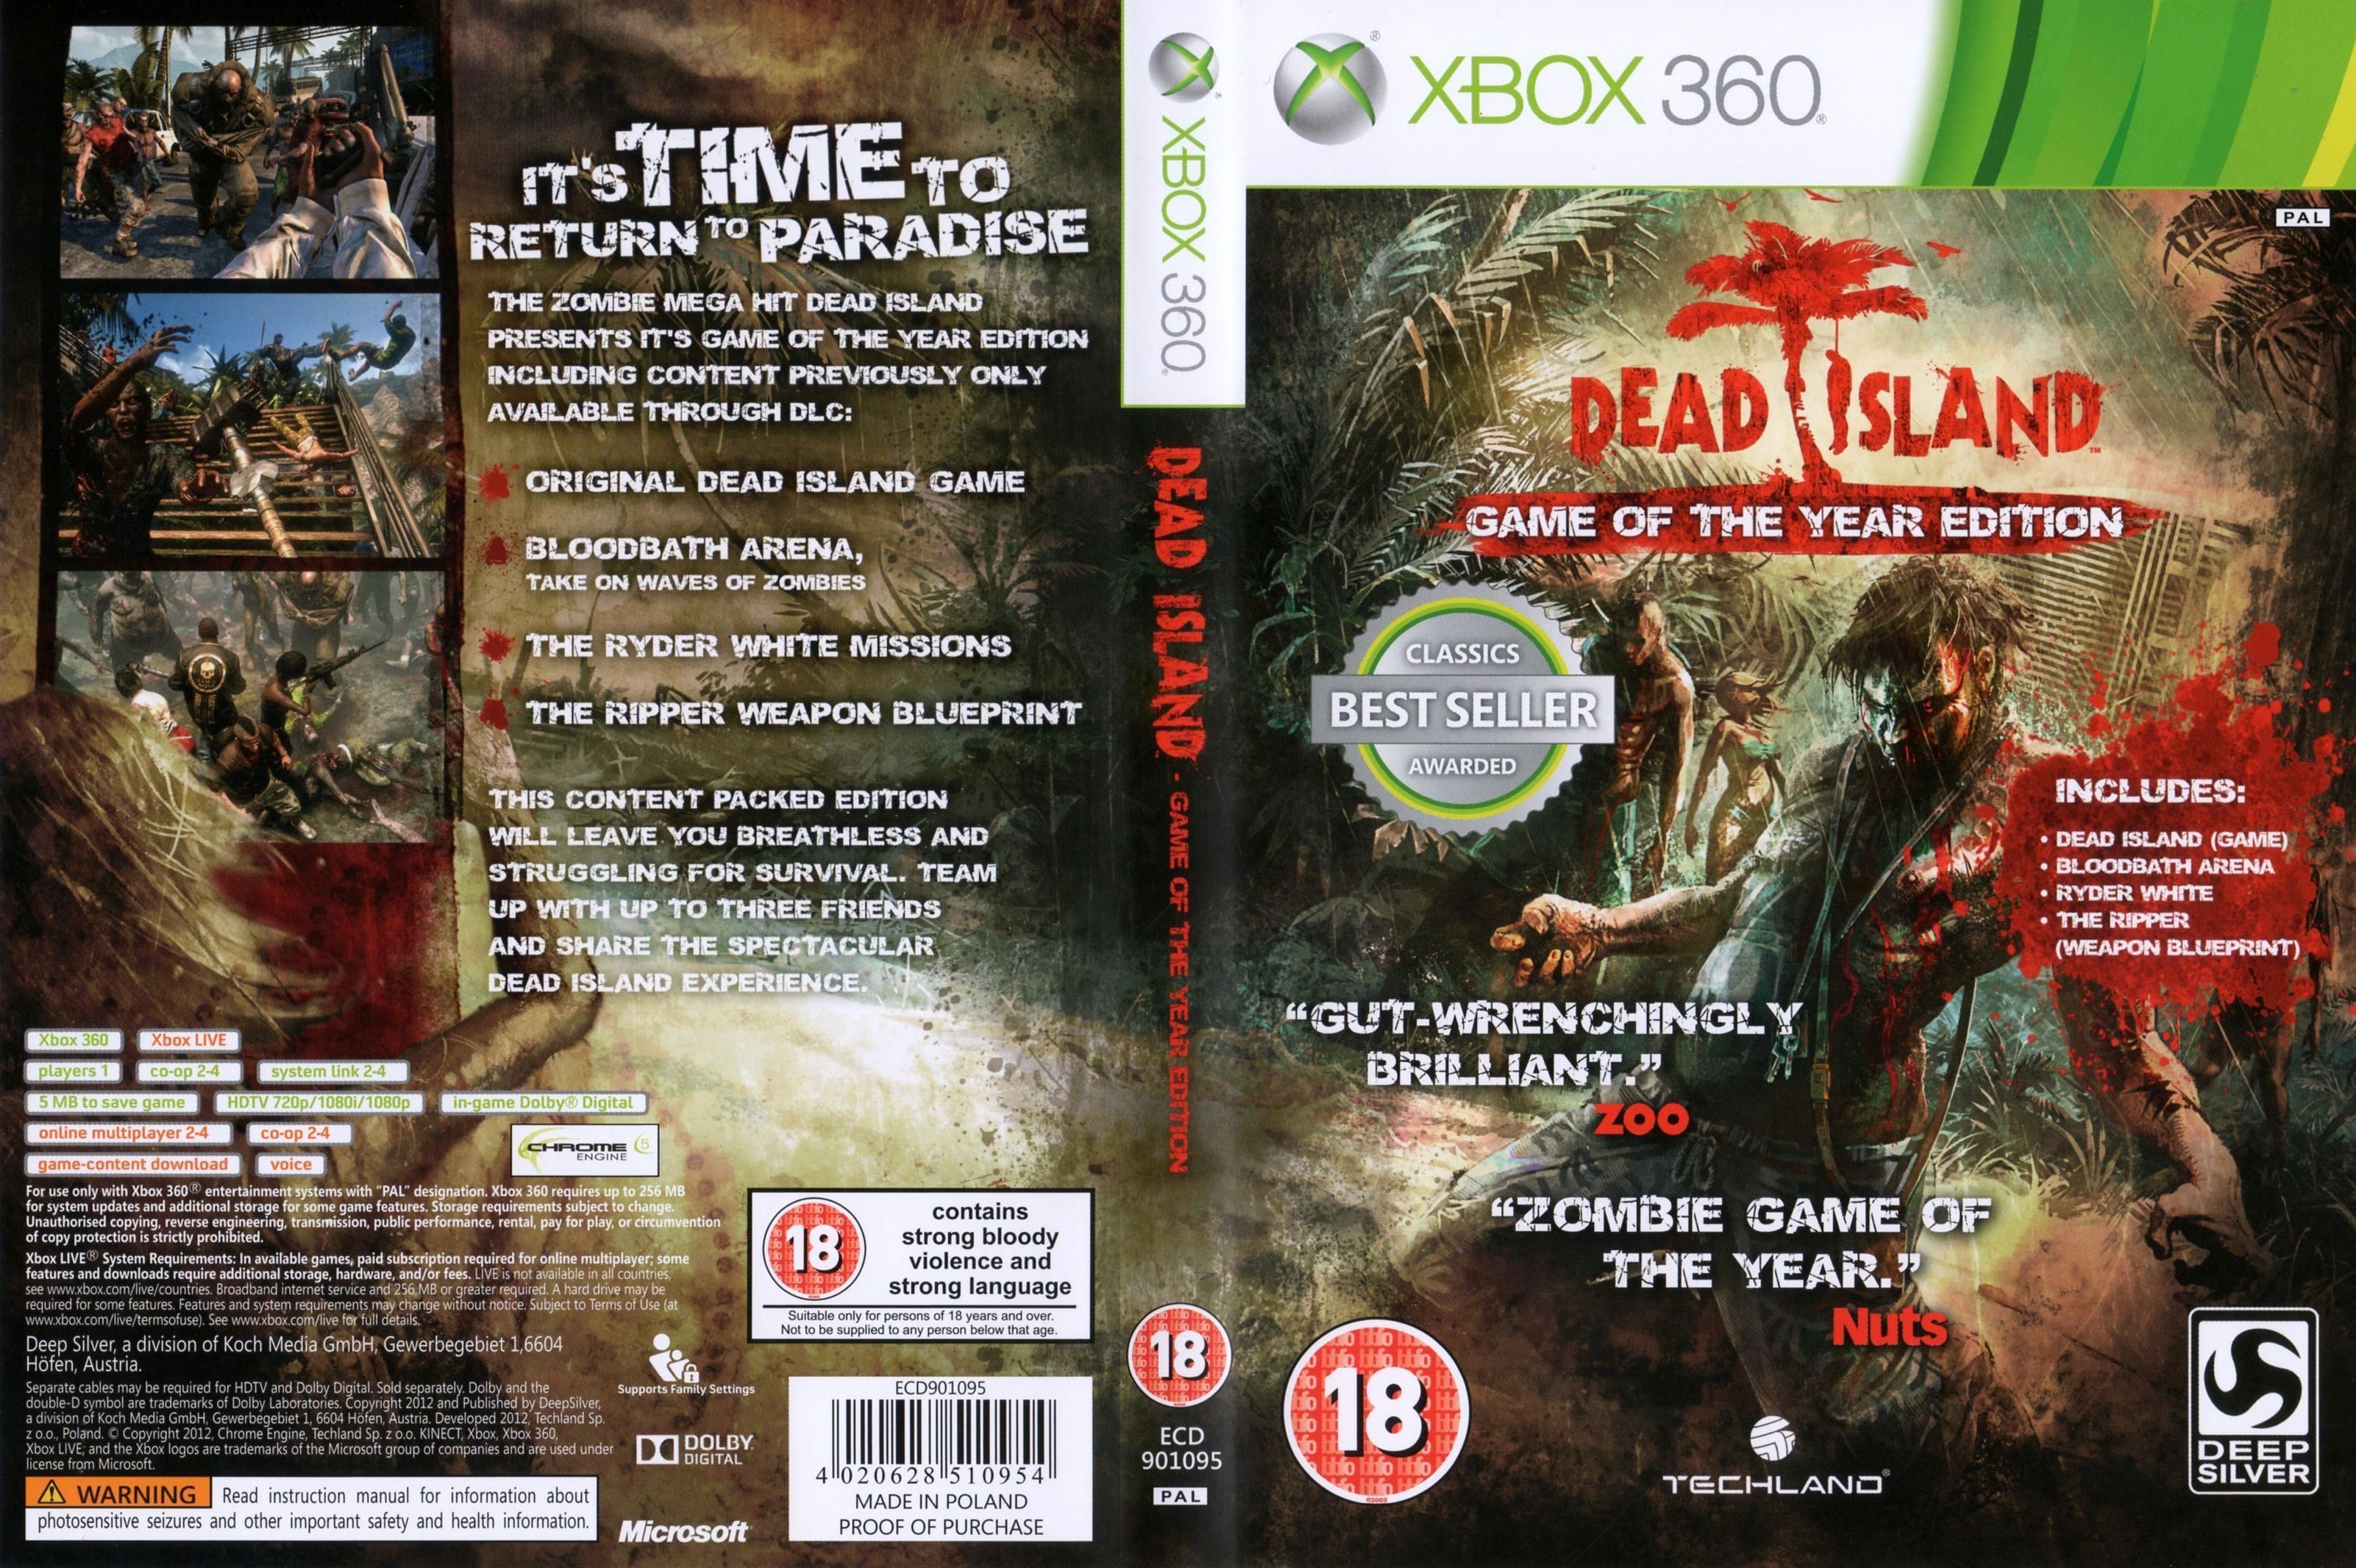 IT'S TIME TO
RETURN TO PARADISE
THE ZOMBIE MEGA HIT DEAD ISLAND
PRESENTS IT'S GAME OF THE YEAR EDITION
INCLUDING CONTENT PREVIOUSLY ONLY
AVAILABLE THROUGH DLC:
ORIGINAL DEAD ISLAND GAME
BLOODBATH ARENA,
TAKE ON WAVES OF ZOMBIES
THE RYDER WHITE MISSIONS
THE RIPPER WEAPON BLUEPRINT
THIS CONTENT PACKED EDITION
WILL LEAVE YOU BREATHLESS AND
STRUGGLING FOR SURVIVAL. TEAM
UP WITH UP TO THREE FRIENDS
AND SHARE THE SPECTACULAR
DEAD ISLAND EXPERIENCE.
Xbox 360 Xbox LIVE
players 1 co-op 2-4 system link 2-4
5 MB to save game HDTV 720p/1080i/1080p in-game Dolby® Digital
online multiplayer 2-4 co-op 2-4
game-content download voice
CHROME ENGINE 5
For use only with Xbox 360® entertainment systems with "PAL" designation. Xbox 360 requires up to 256 MB
for system updates and additional storage for some game features. Storage requirements subject to change.
Unauthorised copying, reverse engineering, transmission, public performance, rental, pay for play, or circumvention
of copy protection is strictly prohibited.
Xbox LIVE® System Requirements: In available games, paid subscription required for online multiplayer; some
features and downloads require additional storage, hardware, and/or fees. LIVE is not available in all countries,
see www.xbox.com/live/countries. Broadband internet service and 256 MB or greater required. A hard drive may be
required for some features. Features and system requirements may change without notice. Subject to Terms of Use (at
www.xbox.com/live/termsofuse). See www.xbox.com/live for full details.
Deep Silver, a division of Koch Media GmbH, Gewerbegebiet 1,6604
Höfen, Austria.
Separate cables may be required for HDTV and Dolby Digital. Sold separately. Dolby and the
double-D symbol are trademarks of Dolby Laboratories. Copyright 2012 and Published by DeepSilver,
a division of Koch Media GmbH, Gewerbegebiet 1, 6604 Höfen, Austria. Developed 2012, Techland Sp.
z o.o., Poland. © Copyright 2012, Chrome Engine, Techland Sp. z o.o. KINECT, Xbox, Xbox 360,
Xbox LIVE, and the Xbox logos are trademarks of the Microsoft group of companies and are used under
license from Microsoft.
WARNING Read instruction manual for information about
photosensitive seizures and other important safety and health information.
Supports Family Settings
DOLBY
DIGITAL
Microsoft®
18
contains
strong bloody
violence and
strong language
Suitable only for persons of 18 years and over.
Not to be supplied to any person below that age.
ECD901095
4 020628 510954
MADE IN POLAND
PROOF OF PURCHASE
XBOX 360®
DEAD ISLAND - GAME OF THE YEAR EDITION
18
ECD
901095
PAL
XBOX 360®
PAL
DEAD ISLAND™
GAME OF THE YEAR EDITION
CLASSICS
BEST SELLER
AWARDED
INCLUDES:
• DEAD ISLAND (GAME)
• BLOODBATH ARENA
• RYDER WHITE
• THE RIPPER
(WEAPON BLUEPRINT)
"GUT-WRENCHINGLY
BRILLIANT."
ZOO
"ZOMBIE GAME OF
THE YEAR."
Nuts
18
©2002
TECHLAND®
DEEP
SILVER